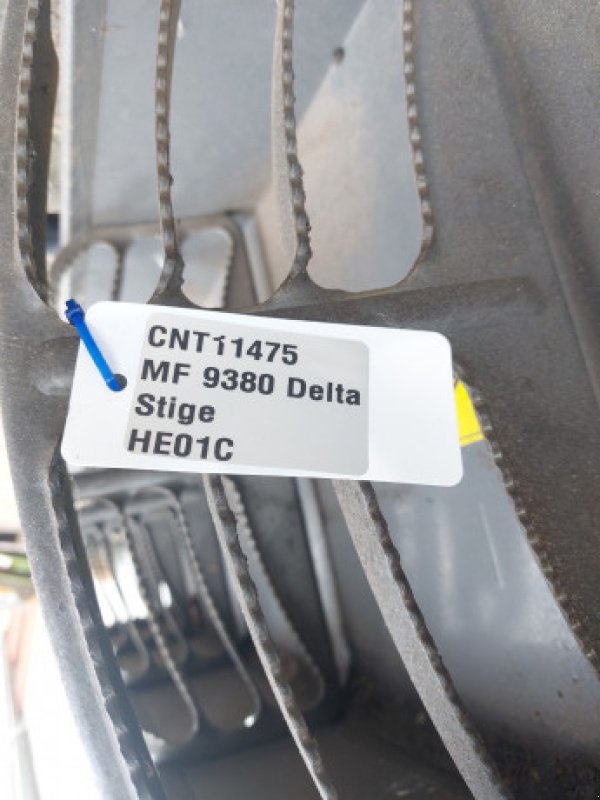 CNT11475
MF 9380 Delta
Stige
HE01C